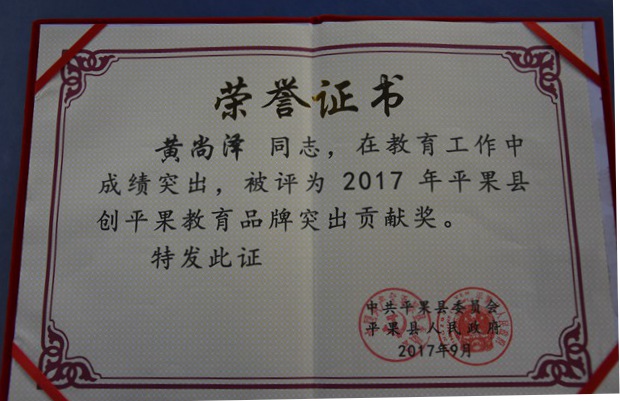 荣誉证书
黄尚泽 同志，在教育工作中
成绩突出，被评为 2017 年平果县
创平果教育品牌突出贡献奖。
特发此证
中共平果县委员会
平果县人民政府
2017年9月